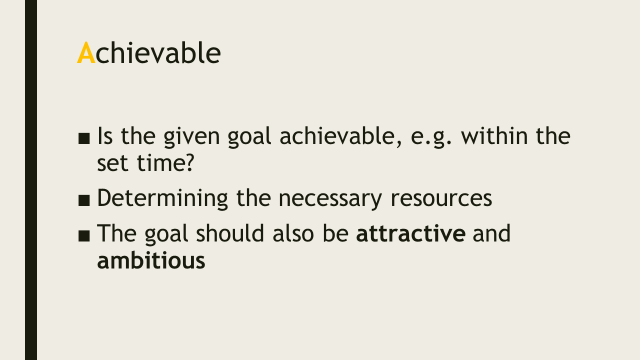 Achievable
▪ Is the given goal achievable, e.g. within the
set time?
▪ Determining the necessary resources
▪ The goal should also be attractive and
ambitious